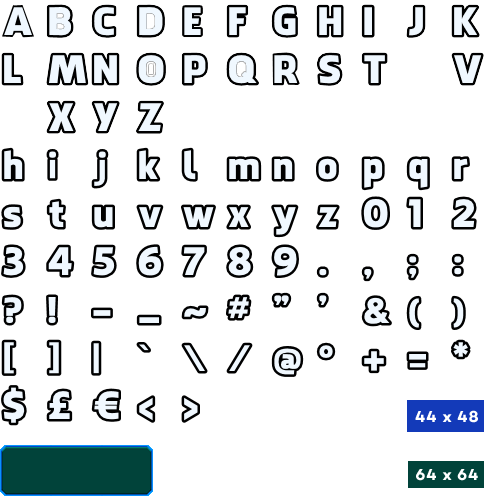 A B C D E F G H I J K
L M N O P Q R S T V
X Y Z
h i j k l m n o p q r
s t u v w x y z 0 1 2
3 4 5 6 7 8 9 . , ; :
? ! - _ ~ # " ' & ( )
[ ] | ` \ / @ ° + = *
$ £ € < >
44 x 48
64 x 64